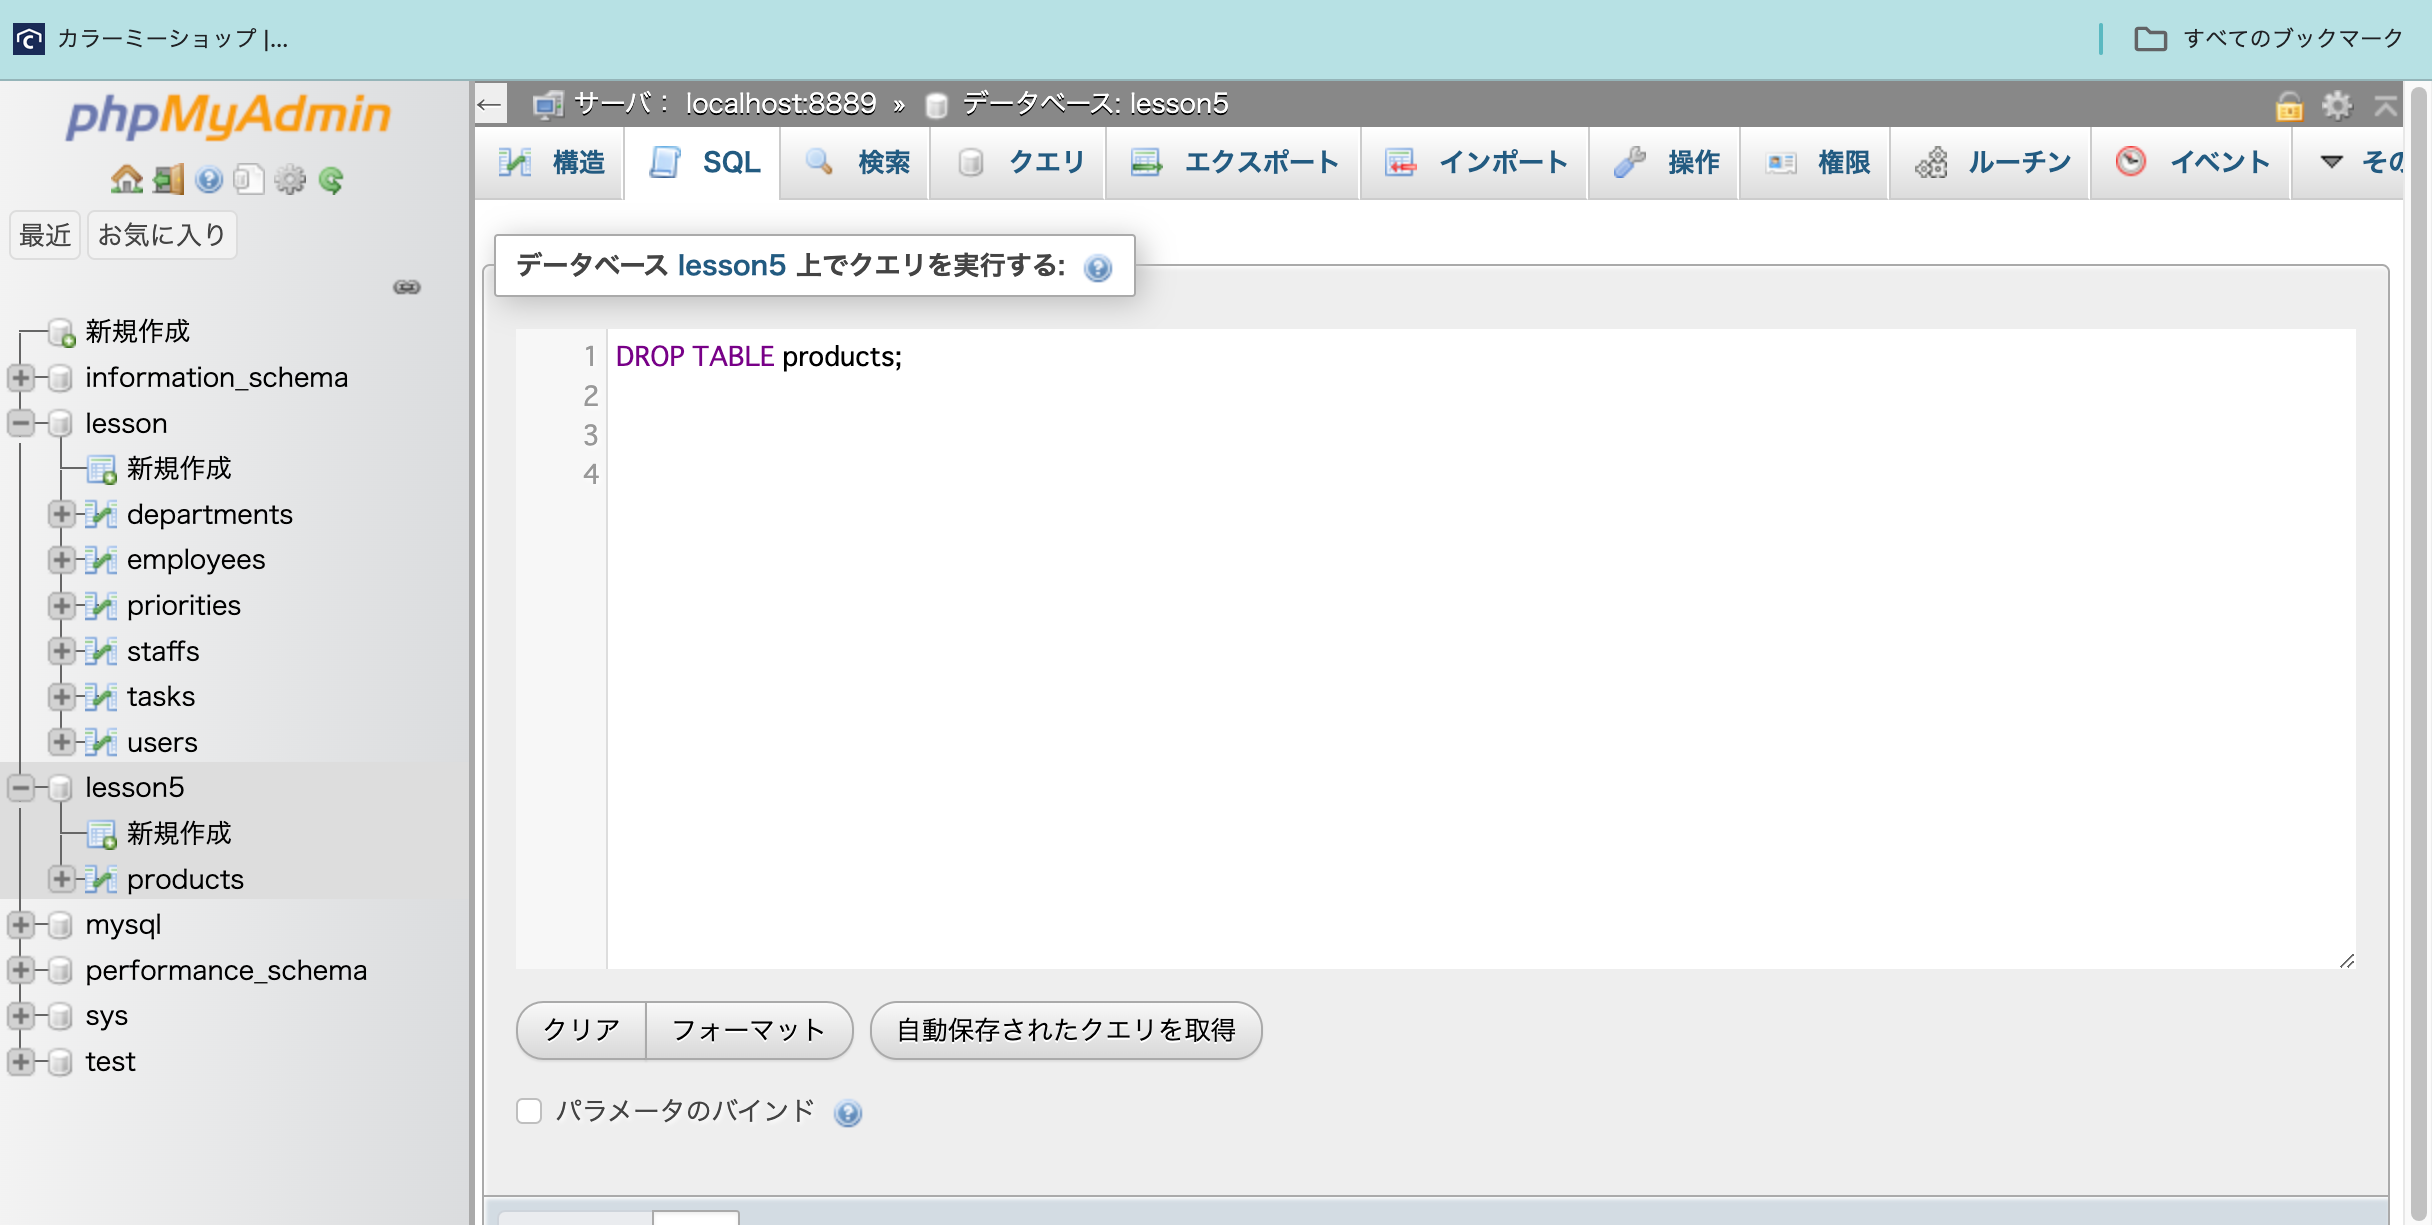 カラーミーショップ |...
すべてのブックマーク
phpMyAdmin
最近 お気に入り
新規作成
information_schema
lesson
新規作成
departments
employees
priorities
staffs
tasks
users
lesson5
新規作成
products
mysql
performance_schema
sys
test
← サーバ： localhost:8889 » データベース: lesson5
構造 SQL 検索 クエリ エクスポート インポート 操作 権限 ルーチン イベント ▼ その
データベース lesson5 上でクエリを実行する:
1 DROP TABLE products;
2
3
4
クリア フォーマット 自動保存されたクエリを取得
パラメータのバインド